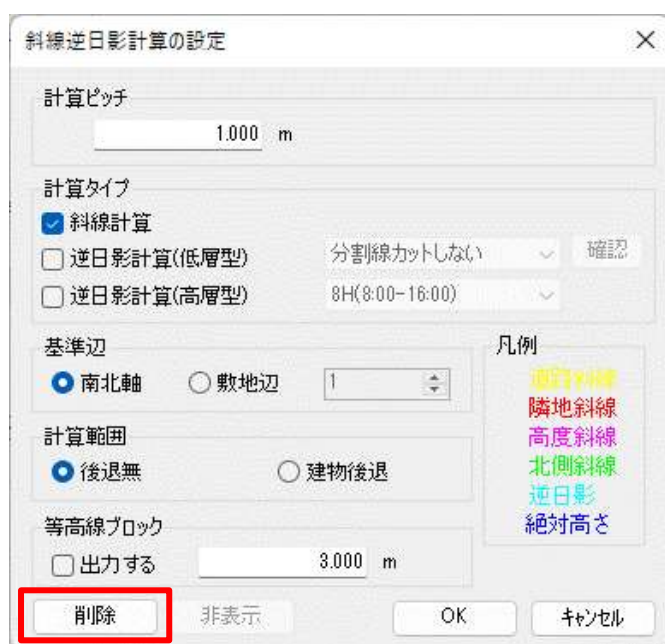 斜線逆日影計算の設定
計算ピッチ
1.000 m
計算タイプ
斜線計算
逆日影計算(低層型) 分割線カットしない 確認
逆日影計算(高層型) 8H(8:00-16:00)
基準辺
南北軸 敷地辺 1
計算範囲
後退無 建物後退
凡例
道路斜線
隣地斜線
高度斜線
北側斜線
逆日影
絶対高さ
等高線ブロック
出力する 3.000 m
削除 非表示 OK キャンセル